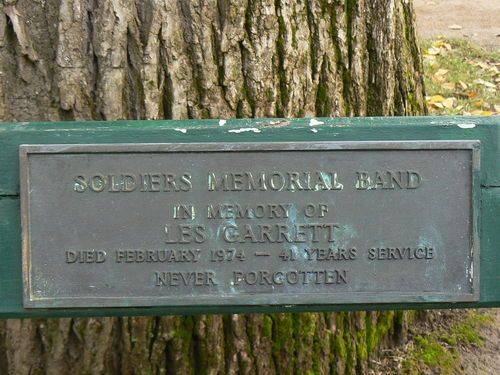 SOLDIERS MEMORIAL BAND
IN MEMORY OF
LES GARRETT
DIED FEBRUARY 1974 — 41 YEARS SERVICE
NEVER FORGOTTEN